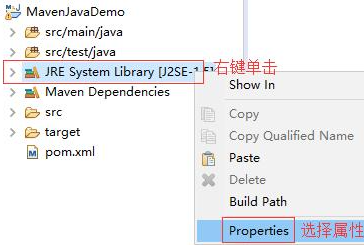 MavenJavaDemo
src/main/java
src/test/java
JRE System Library [J2SE-1.5]
右键单击
Maven Dependencies
src
target
pom.xml
Show In
Copy
Copy Qualified Name
Paste
Delete
Build Path
Properties
选择属性